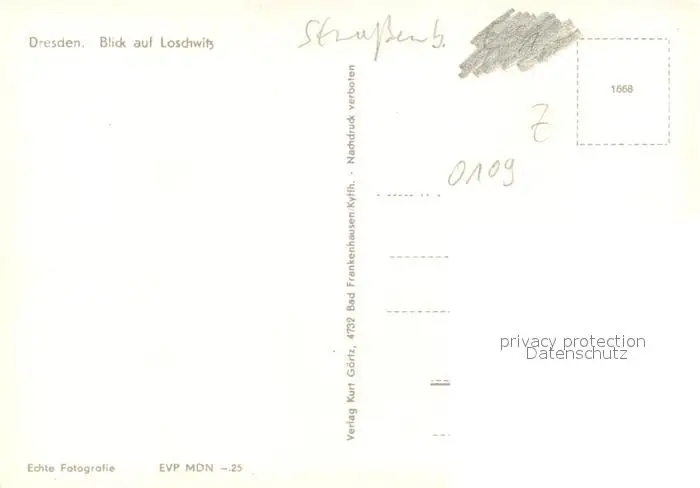 Dresden. Blick auf Loschwitz
Straßenb.
1668
Z
0109
Verlag Kurt Görtz, 4732 Bad Frankenhausen/Kyffh. - Nachdruck verboten
privacy protection
Datenschutz
Echte Fotografie EVP MDN -.25